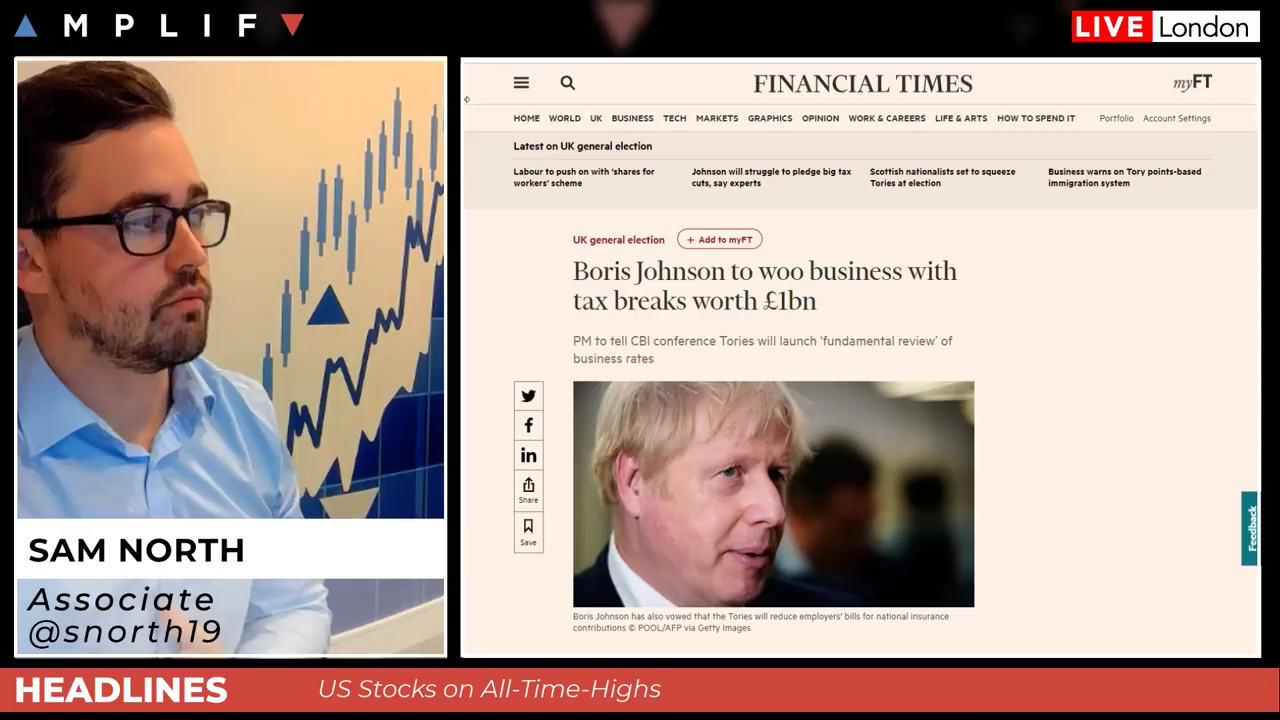 MPLIF
LIVE London
FINANCIAL TIMES
myFT
HOME WORLD UK BUSINESS TECH MARKETS GRAPHICS OPINION WORK & CAREERS LIFE & ARTS HOW TO SPEND IT Portfolio Account Settings
Latest on UK general election
Labour to push on with ‘shares for
workers’ scheme
Johnson will struggle to pledge big tax
cuts, say experts
Scottish nationalists set to squeeze
Tories at election
Business warns on Tory points-based
immigration system
UK general election + Add to myFT
Boris Johnson to woo business with
tax breaks worth £1bn
PM to tell CBI conference Tories will launch ‘fundamental review’ of
business rates
Share
Save
Feedback
Boris Johnson has also vowed that the Tories will reduce employers’ bills for national insurance
contributions © POOL/AFP via Getty Images
SAM NORTH
Associate
@snorth19
HEADLINES US Stocks on All-Time-Highs